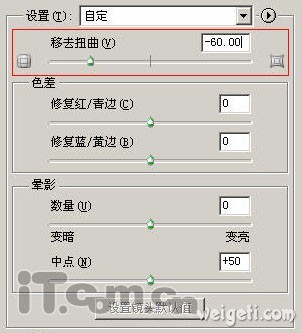 设置(T): 自定
移去扭曲(V) -60.00
色差
修复红/青边(C) 0
修复蓝/黄边(B) 0
晕影
数量(U) 0
变暗 变亮
中点(N) +50
设置镜头默认值
iT.com.cn
weigeti.com